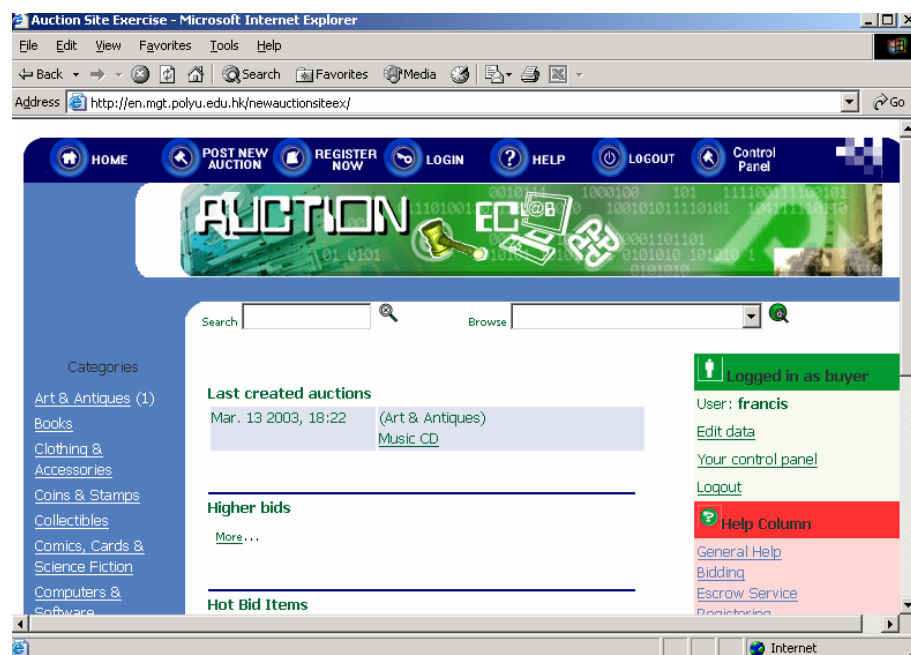 Auction Site Exercise - Microsoft Internet Explorer
File Edit View Favorites Tools Help
Back Search Favorites Media
Address http://en.mgt.polyu.edu.hk/newauctionsiteex/ Go
HOME POST NEW AUCTION REGISTER NOW LOGIN HELP LOGOUT Control Panel
AUCTION ECL@B
Search Browse
Categories
Art & Antiques (1)
Books
Clothing &
Accessories
Coins & Stamps
Collectibles
Comics, Cards &
Science Fiction
Computers &
Software
Last created auctions
Mar. 13 2003, 18:22 (Art & Antiques)
Music CD
Higher bids
More...
Hot Bid Items
Logged in as buyer
User: francis
Edit data
Your control panel
Logout
Help Column
General Help
Bidding
Escrow Service
Registering
Internet